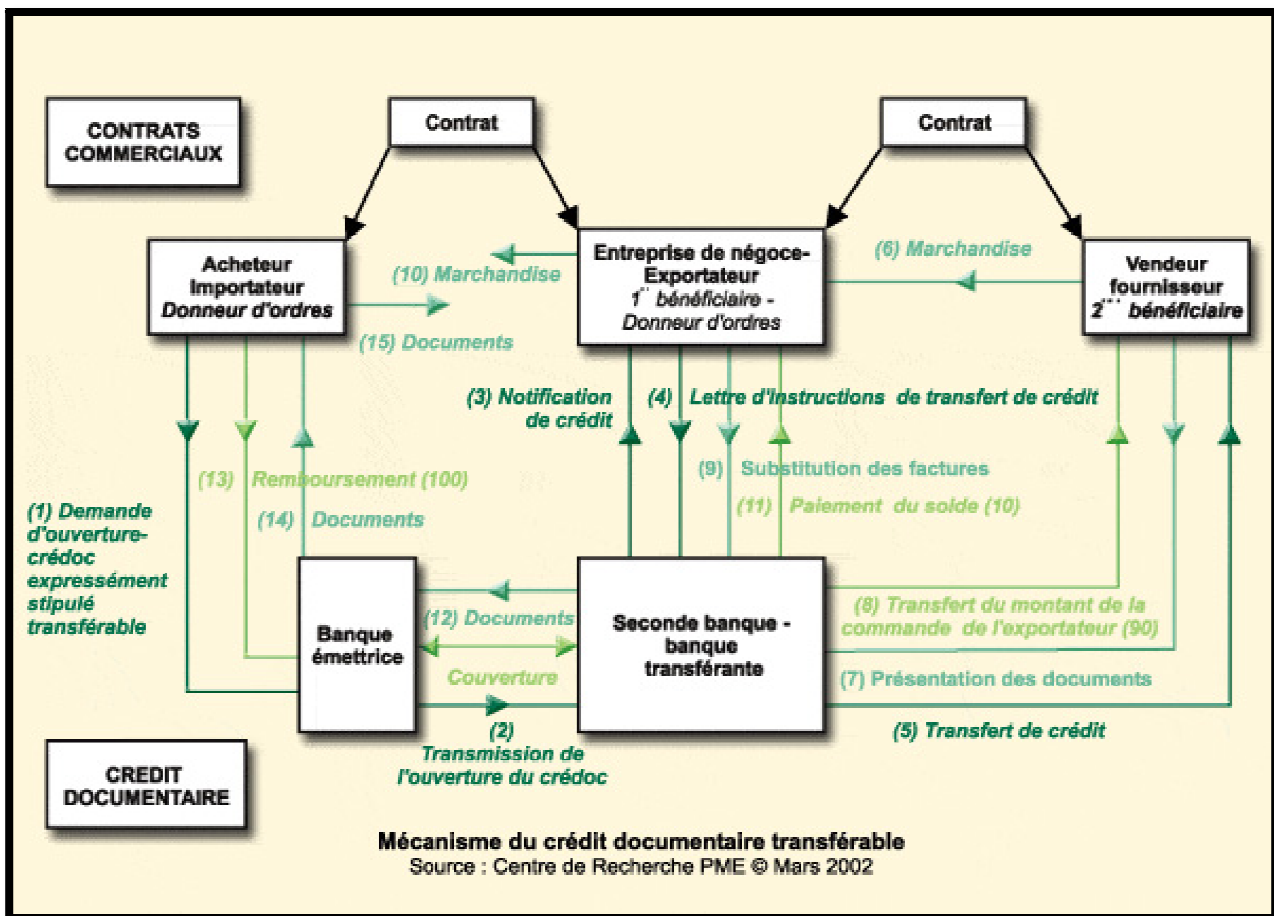 CONTRATS
COMMERCIAUX
Contrat
Contrat
Acheteur
Importateur
Donneur d'ordres
(10) Marchandise
(15) Documents
Entreprise de négoce-
Exportateur
1 bénéficiaire -
Donneur d'ordres
(6) Marchandise
Vendeur
fournisseur
2 bénéficiaire
(3) Notification
de crédit
(4) Lettre d'instructions de transfert de crédit
(9) Substitution des factures
(11) Paiement du solde (10)
(13) Remboursement (100)
(14) Documents
(1) Demande
d'ouverture-
crédoc
expressément
stipulé
transférable
Banque
émettrice
(12) Documents
Couverture
(2)
Transmission de
l'ouverture du crédoc
Seconde banque -
banque
transférante
(8) Transfert du montant de la
commande de l'exportateur (90)
(7) Présentation des documents
(5) Transfert de crédit
CREDIT
DOCUMENTAIRE
Mécanisme du crédit documentaire transférable
Source : Centre de Recherche PME © Mars 2002